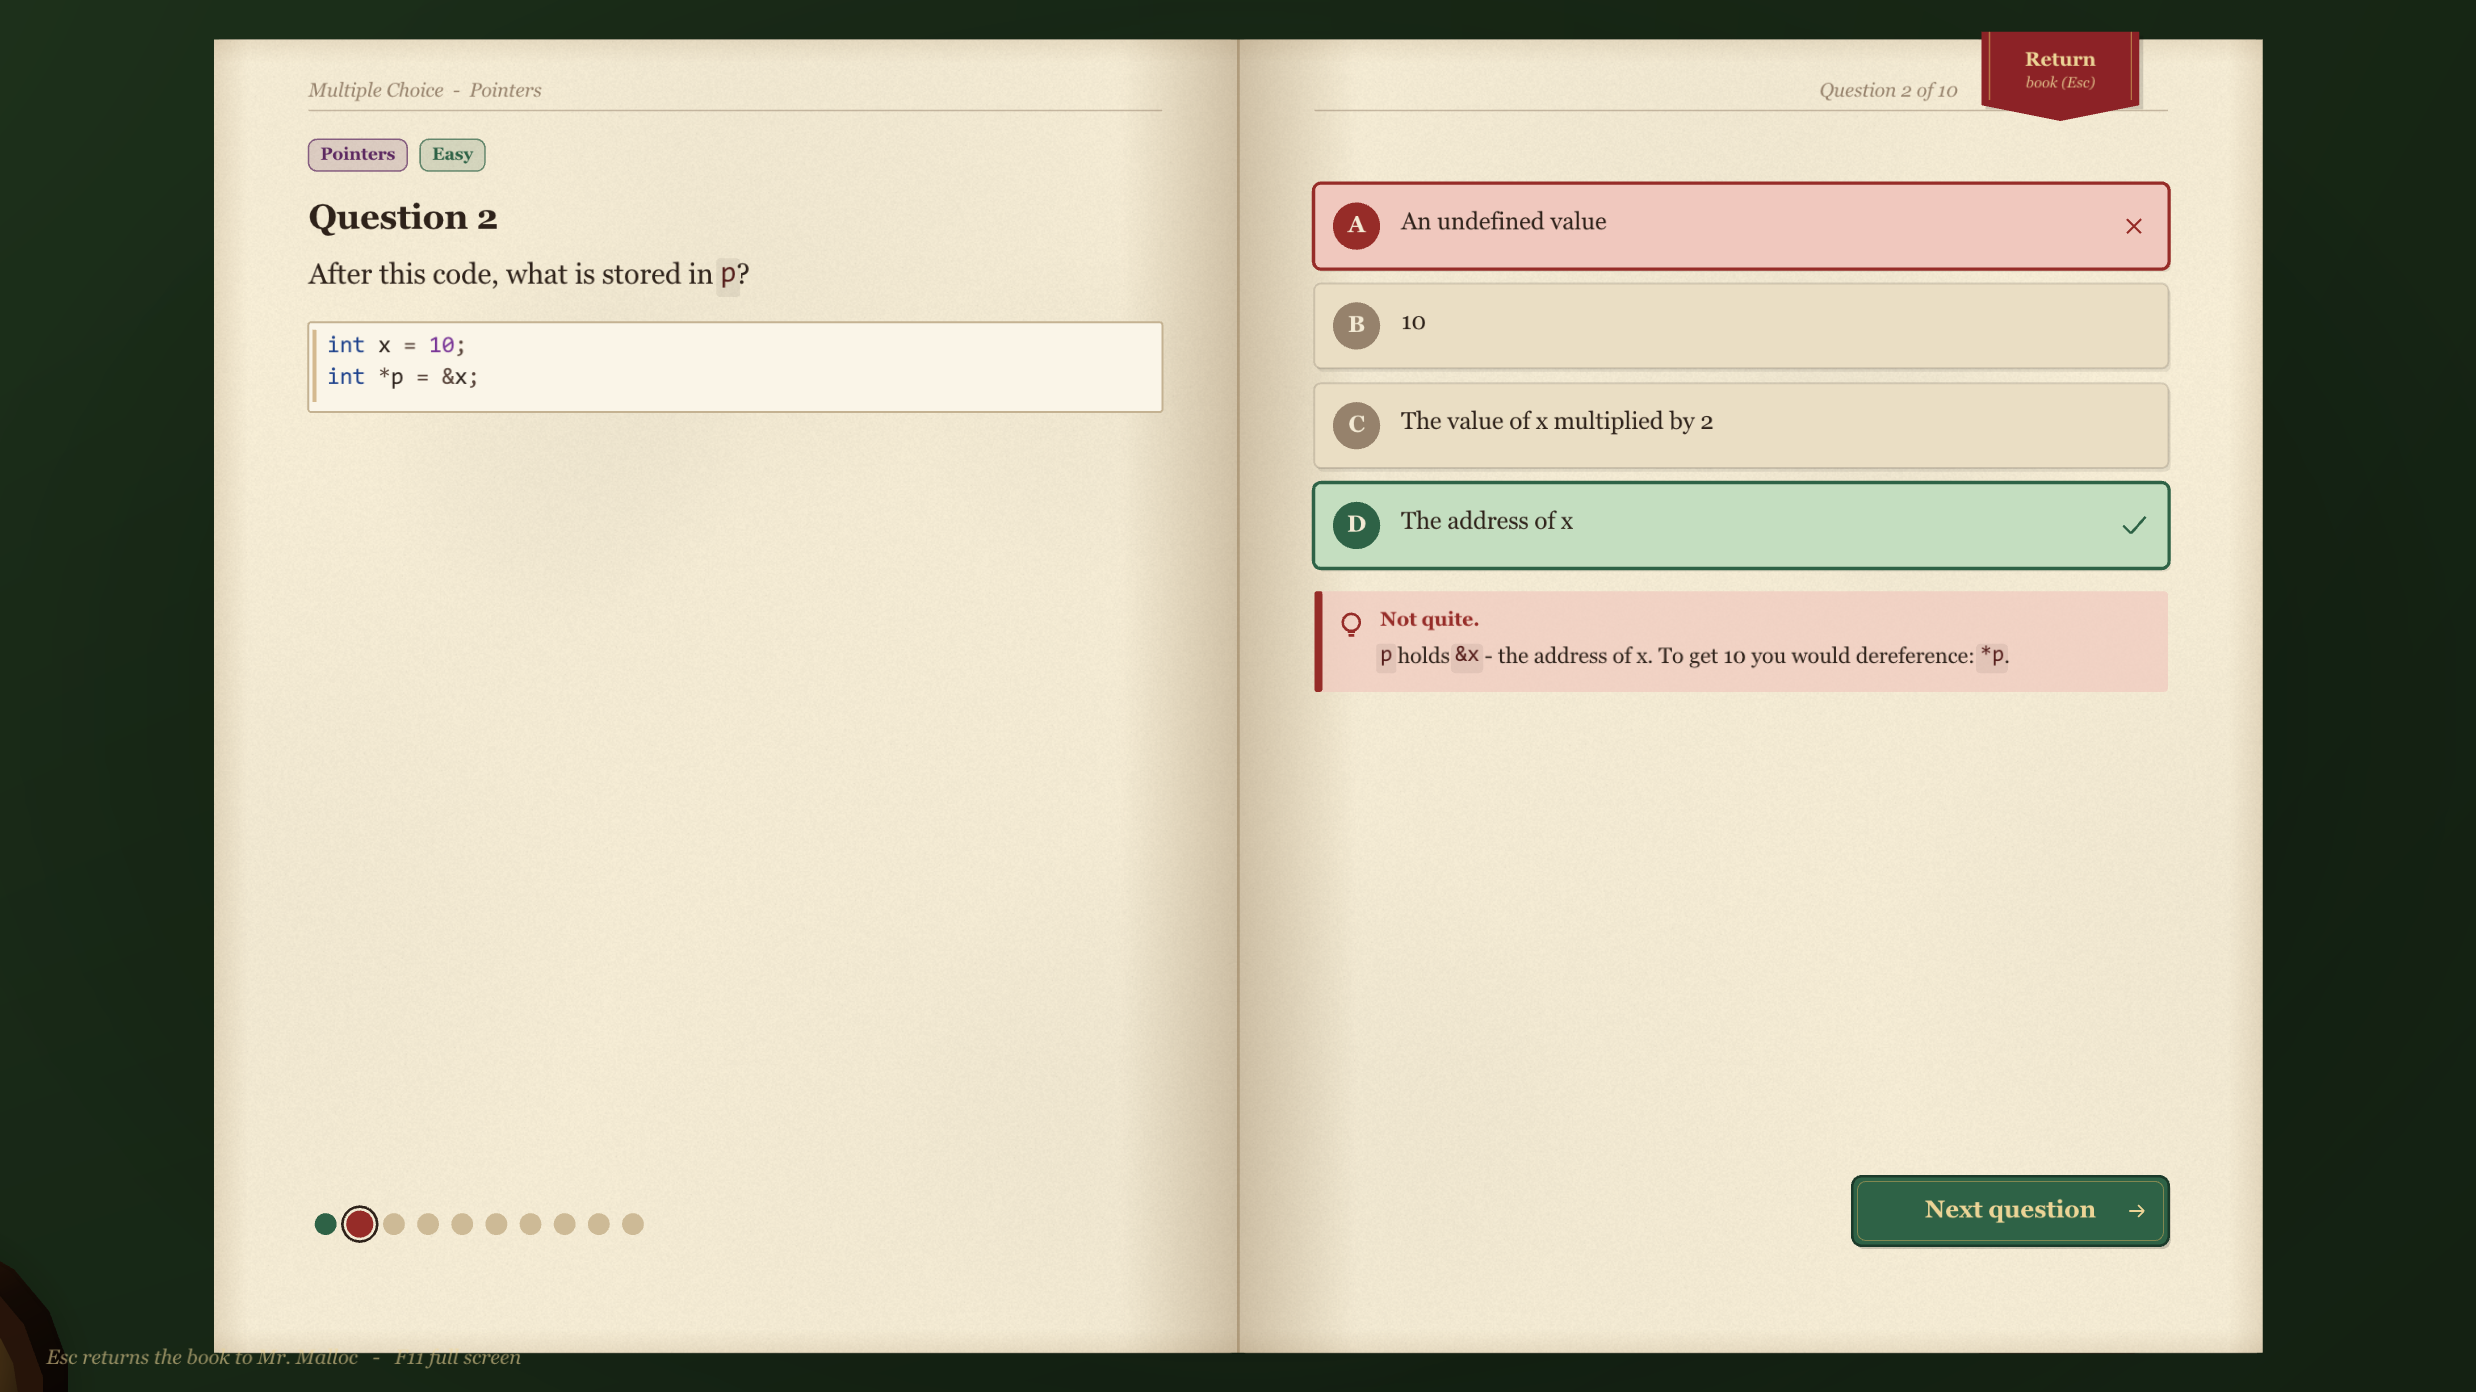 Multiple Choice - Pointers
Pointers Easy
Question 2
After this code, what is stored in p?
int x = 10;
int *p = &x;
Question 2 of 10
Return
book (Esc)
A An undefined value
B 10
C The value of x multiplied by 2
D The address of x
Not quite.
p holds &x - the address of x. To get 10 you would dereference: *p.
Next question →
Esc returns the book to Mr. Malloc - F11 full screen